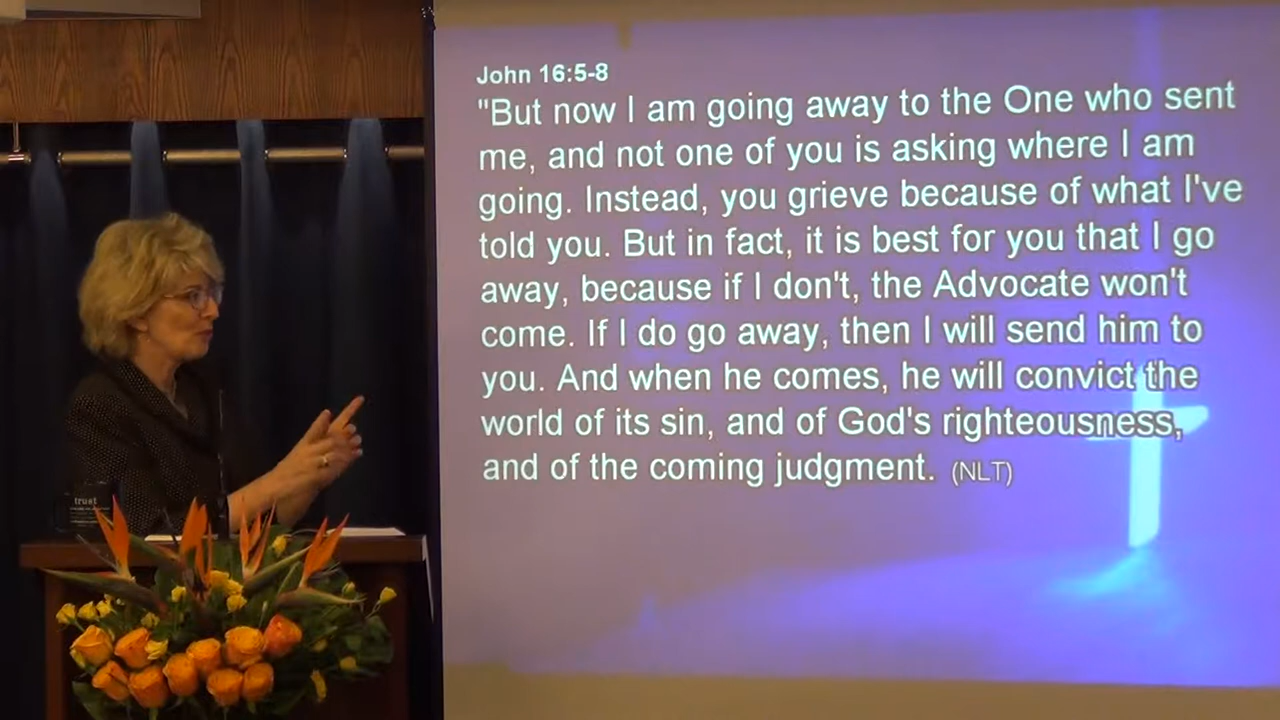 John 16:5-8
"But now I am going away to the One who sent
me, and not one of you is asking where I am
going. Instead, you grieve because of what I've
told you. But in fact, it is best for you that I go
away, because if I don't, the Advocate won't
come. If I do go away, then I will send him to
you. And when he comes, he will convict the
world of its sin, and of God's righteousness,
and of the coming judgment. (NLT)
trust